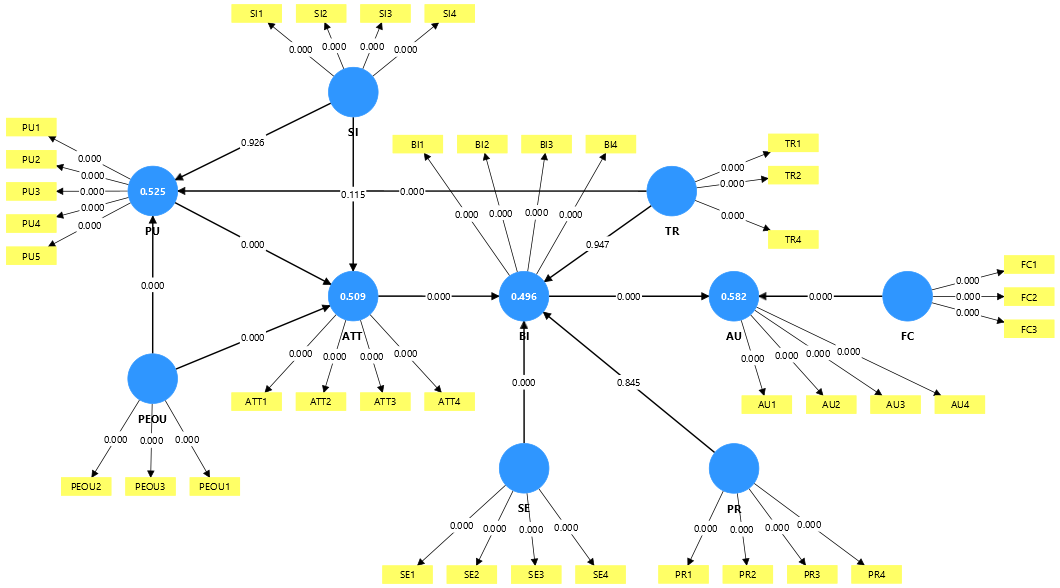 SI1 SI2 SI3 SI4
0.000 0.000 0.000 0.000
SI
PU1
PU2
PU3
PU4
PU5
0.000
0.000
0.000
0.000
0.000
0.525
PU
0.926
0.115
0.000
BI1 BI2 BI3 BI4
0.000 0.000 0.000 0.000
TR
TR1
TR2
TR4
0.000
0.000
0.000
0.947
0.000
0.000
0.000
0.509
ATT
0.000
0.496
BI
0.000
0.582
AU
0.000
FC
FC1
FC2
FC3
0.000
0.000
0.000
0.000 0.000 0.000 0.000
ATT1 ATT2 ATT3 ATT4
0.000 0.000 0.000 0.000
AU1 AU2 AU3 AU4
PEOU
0.000 0.000 0.000
PEOU2 PEOU3 PEOU1
0.000
0.845
SE
0.000 0.000 0.000 0.000
SE1 SE2 SE3 SE4
PR
0.000 0.000 0.000 0.000
PR1 PR2 PR3 PR4